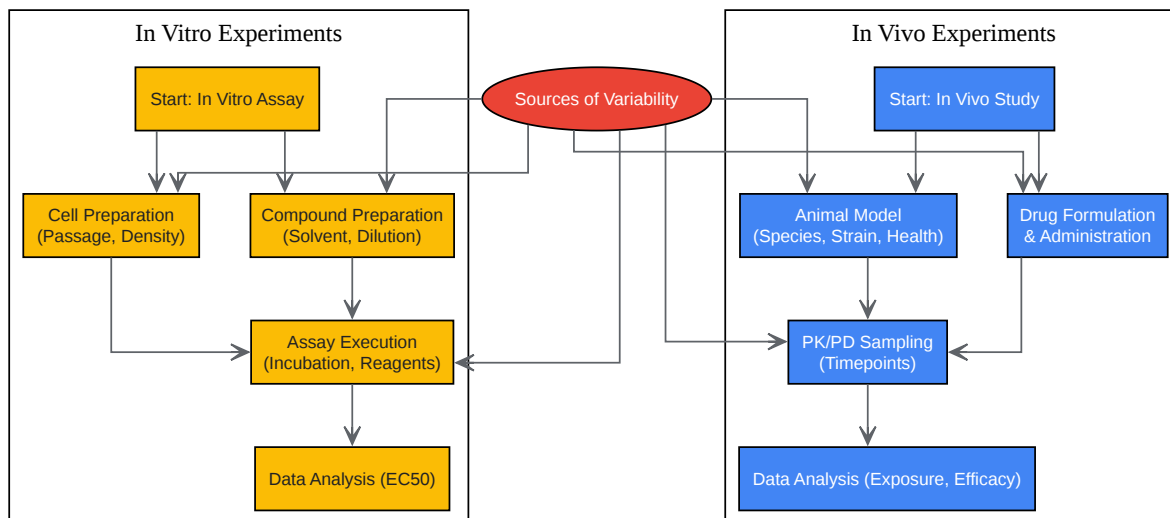 In Vitro Experiments
In Vivo Experiments
Start: In Vitro Assay
Sources of Variability
Start: In Vivo Study
Cell Preparation
(Passage, Density)
Compound Preparation
(Solvent, Dilution)
Animal Model
(Species, Strain, Health)
Drug Formulation
& Administration
Assay Execution
(Incubation, Reagents)
PK/PD Sampling
(Timepoints)
Data Analysis (EC50)
Data Analysis (Exposure, Efficacy)